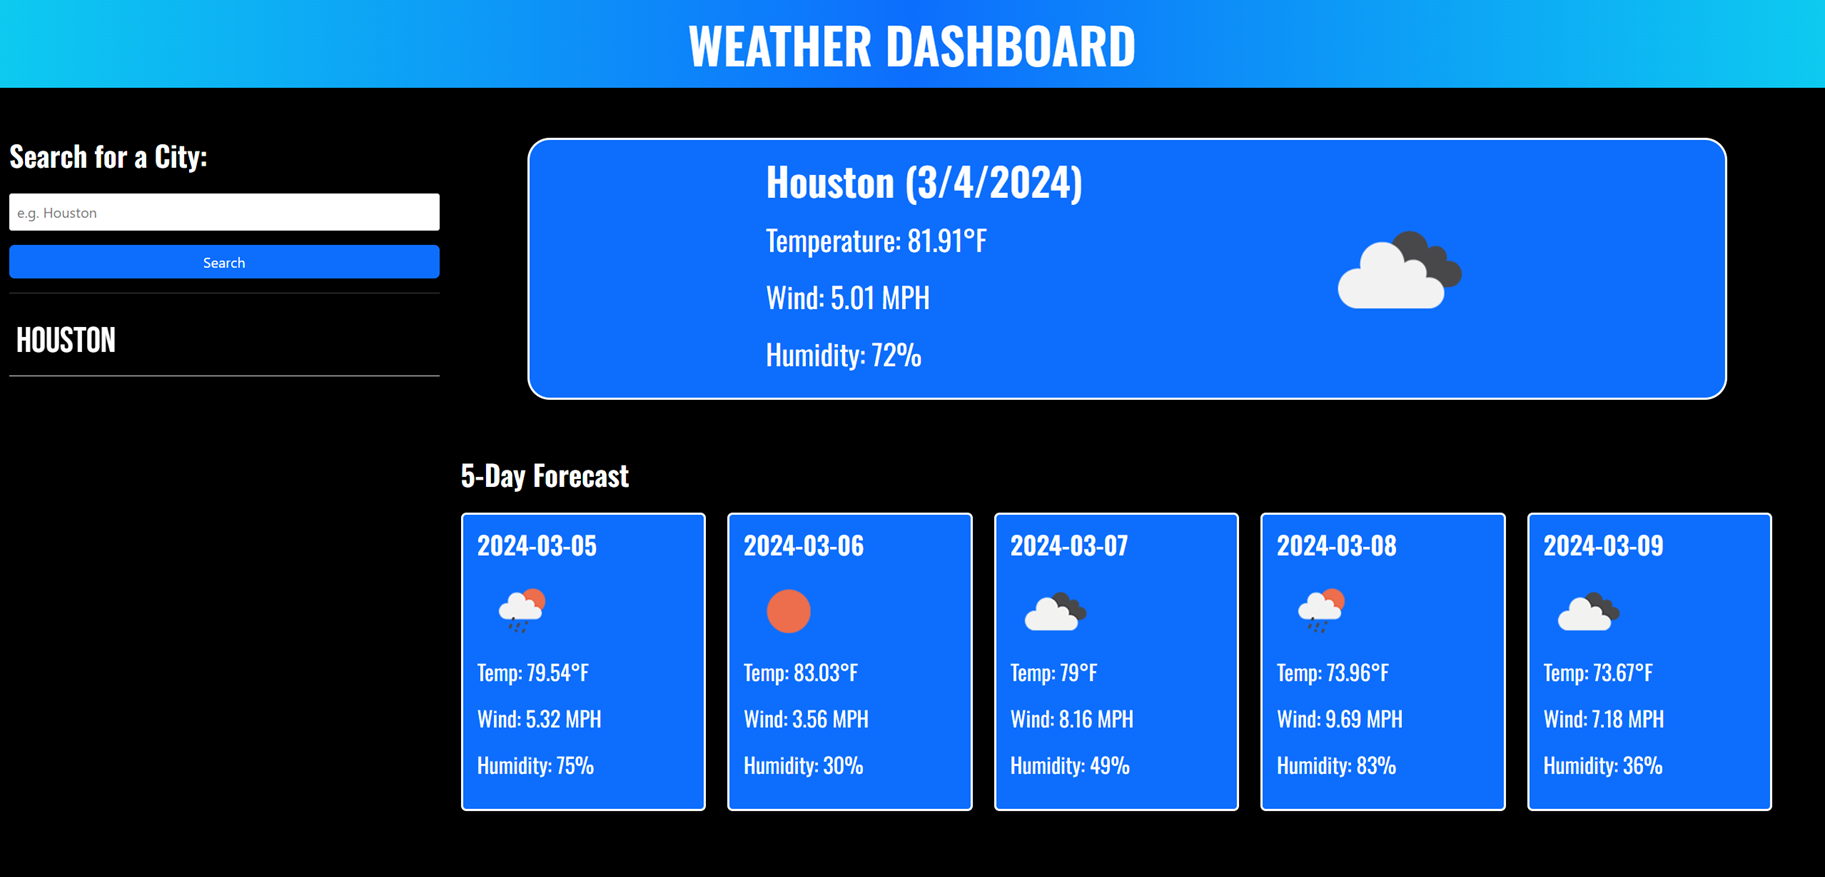 WEATHER DASHBOARD
Search for a City:
e.g. Houston
Search
HOUSTON
Houston (3/4/2024)
Temperature: 81.91°F
Wind: 5.01 MPH
Humidity: 72%
5-Day Forecast
2024-03-05
Temp: 79.54°F
Wind: 5.32 MPH
Humidity: 75%
2024-03-06
Temp: 83.03°F
Wind: 3.56 MPH
Humidity: 30%
2024-03-07
Temp: 79°F
Wind: 8.16 MPH
Humidity: 49%
2024-03-08
Temp: 73.96°F
Wind: 9.69 MPH
Humidity: 83%
2024-03-09
Temp: 73.67°F
Wind: 7.18 MPH
Humidity: 36%